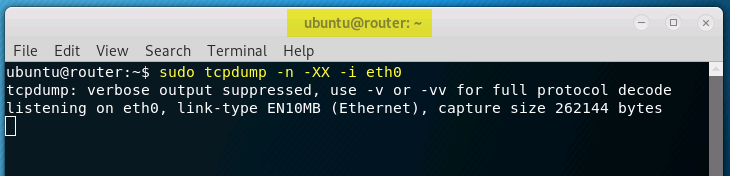 ubuntu@router: ~
File Edit View Search Terminal Help
ubuntu@router:~$ sudo tcpdump -n -XX -i eth0
tcpdump: verbose output suppressed, use -v or -vv for full protocol decode
listening on eth0, link-type EN10MB (Ethernet), capture size 262144 bytes